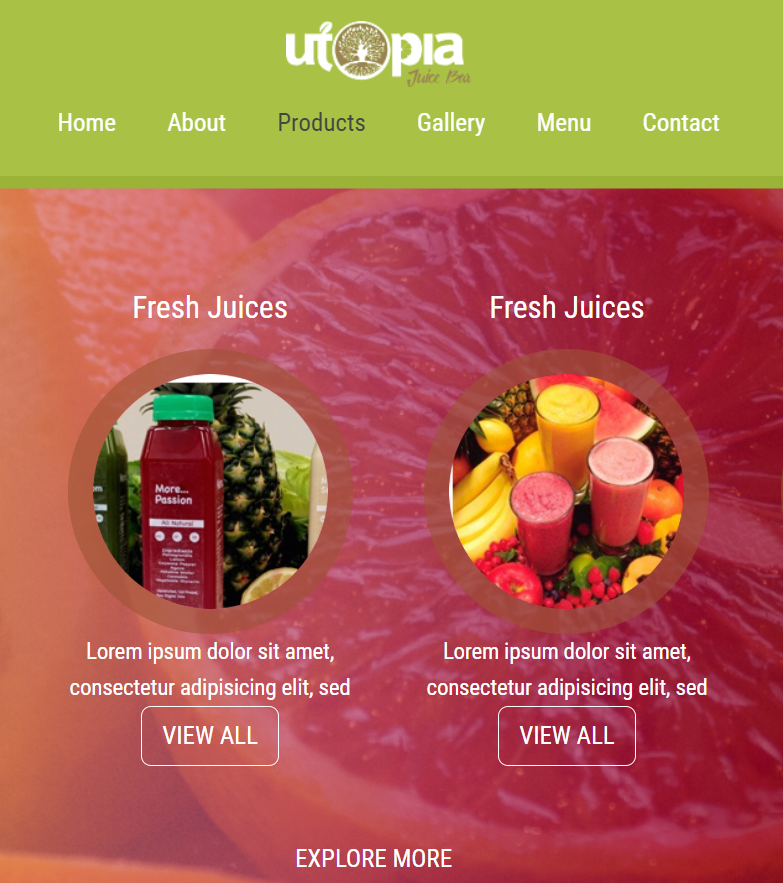 utopia
Juice Bar
Home About Products Gallery Menu Contact
Fresh Juices
Fresh Juices
More...
Passion
All Natural
Ingredients
Lorem ipsum dolor sit amet,
consectetur adipisicing elit, sed
VIEW ALL
Lorem ipsum dolor sit amet,
consectetur adipisicing elit, sed
VIEW ALL
EXPLORE MORE